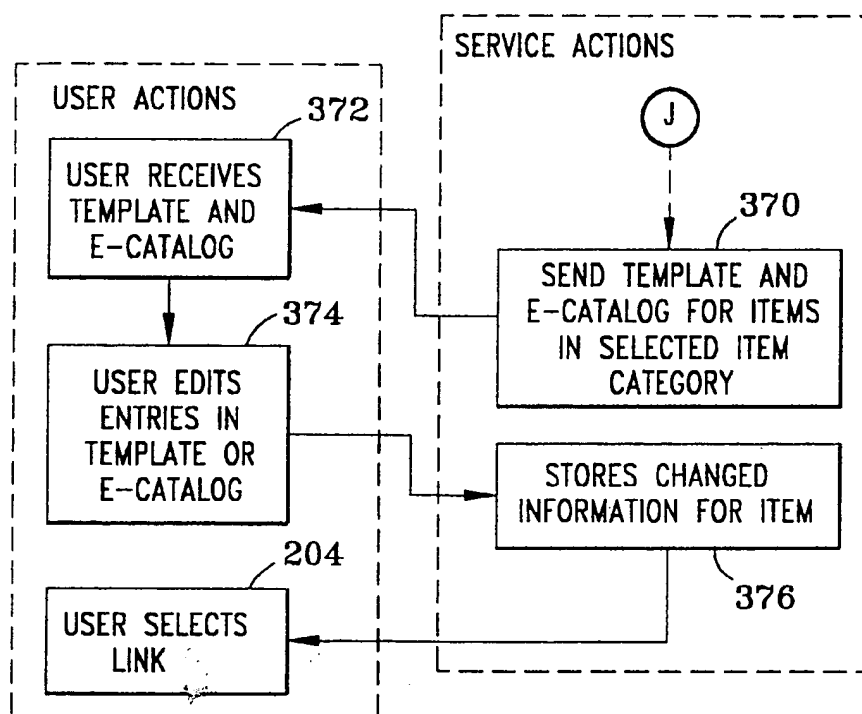 SERVICE ACTIONS
USER ACTIONS
372
J
USER RECEIVES
TEMPLATE AND
E-CATALOG
370
SEND TEMPLATE AND
E-CATALOG FOR ITEMS
IN SELECTED ITEM
CATEGORY
374
USER EDITS
ENTRIES IN
TEMPLATE OR
E-CATALOG
STORES CHANGED
INFORMATION FOR ITEM
376
204
USER SELECTS
LINK